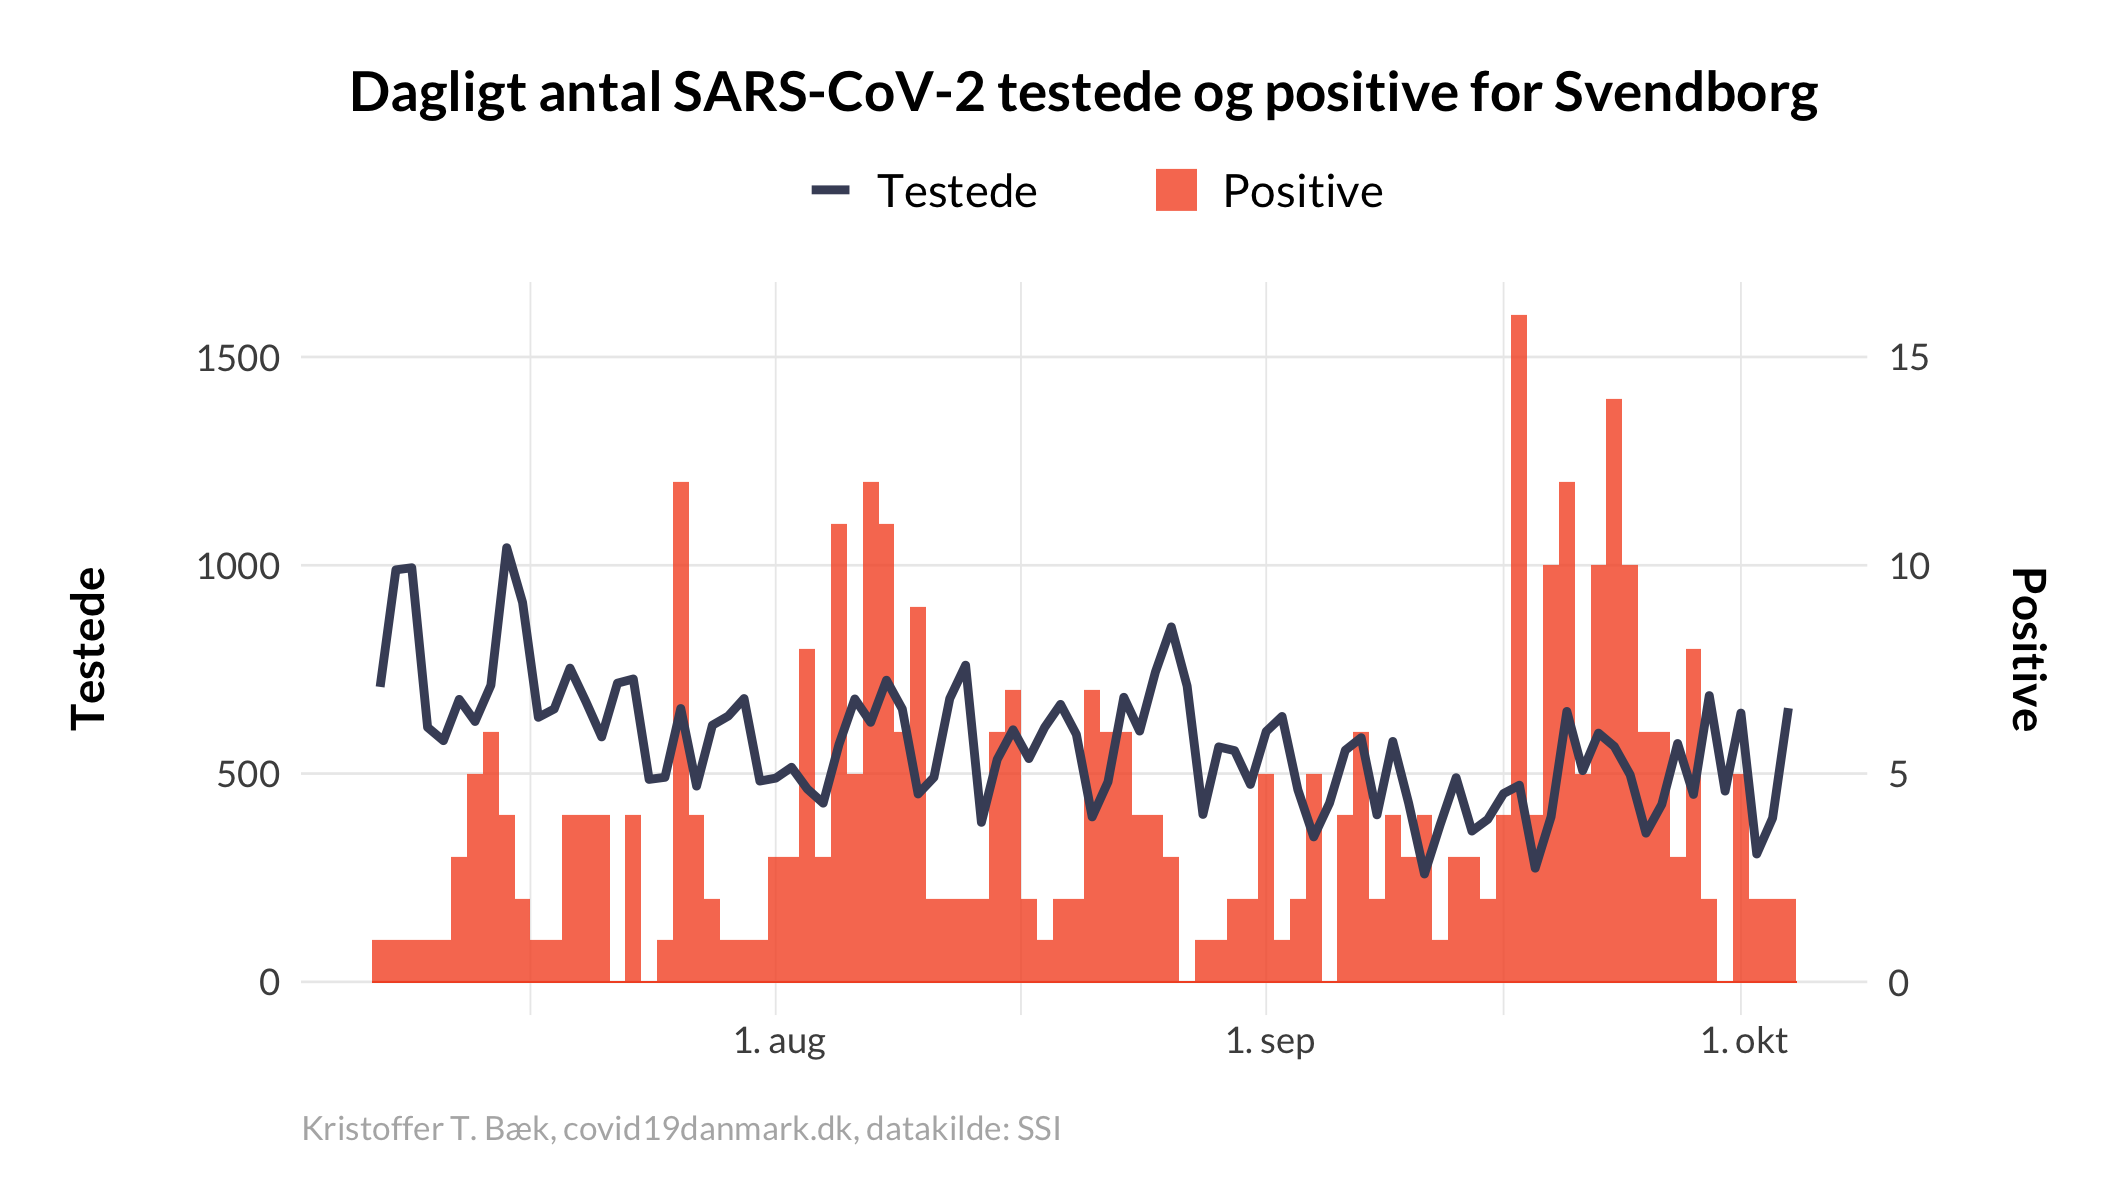 Dagligt antal SARS-CoV-2 testede og positive for Svendborg
Testede
Positive
1500
1000
500
0
Testede
15
10
5
0
Positive
1. aug
1. sep
1. okt
Kristoffer T. Bæk, covid19danmark.dk, datakilde: SSI